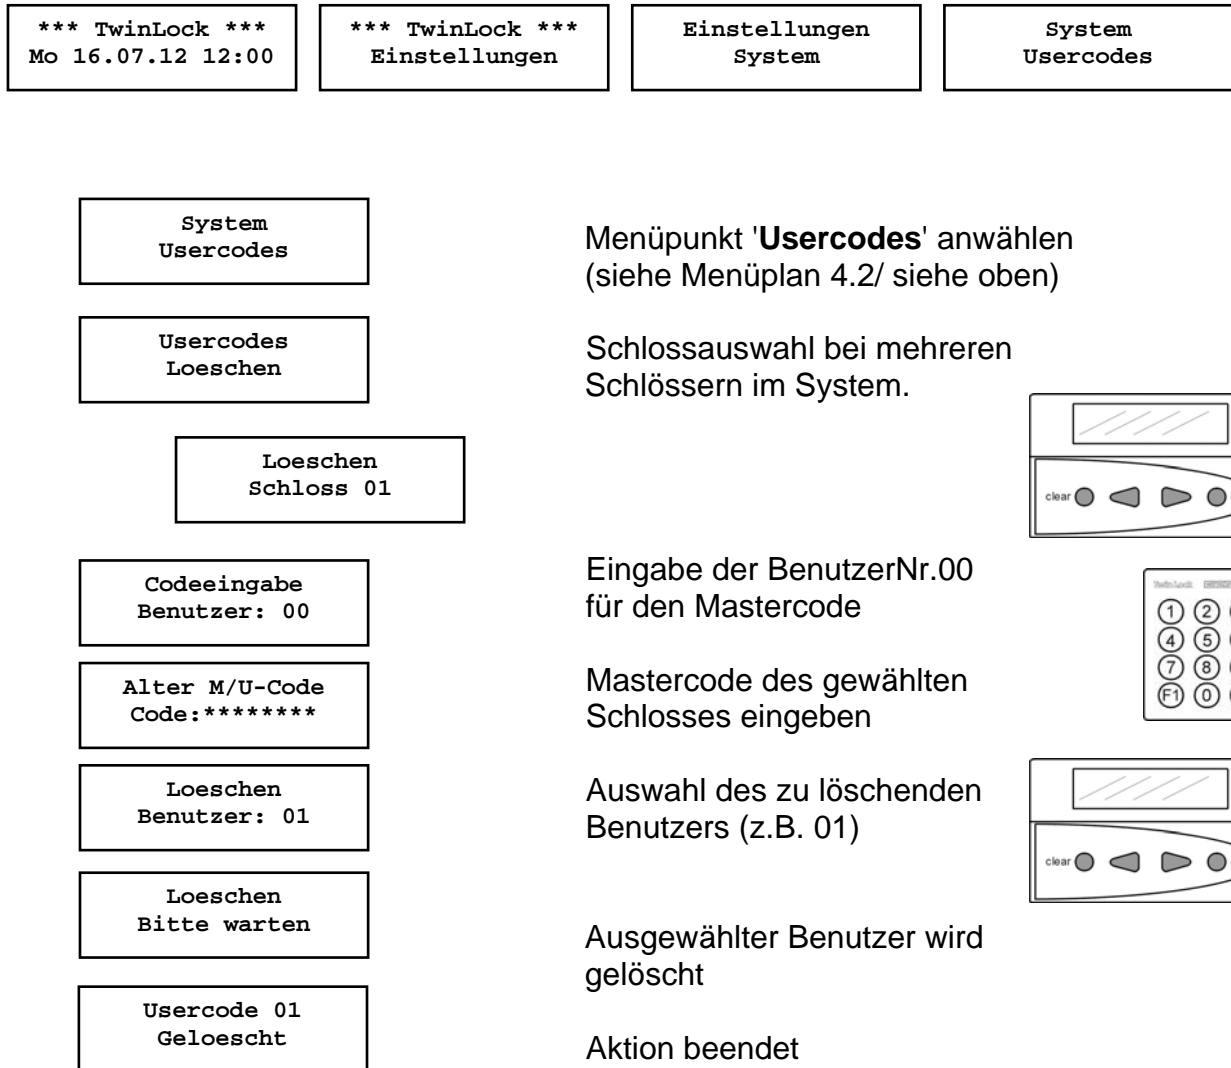 *** TwinLock ***
Mo 16.07.12 12:00
*** TwinLock ***
Einstellungen
Einstellungen
System
System
Usercodes
System
Usercodes
Menüpunkt 'Usercodes' anwählen
(siehe Menüplan 4.2/ siehe oben)
Usercodes
Loeschen
Schlossauswahl bei mehreren
Schlössern im System.
Loeschen
Schloss 01
clear
Codeeingabe
Benutzer: 00
Eingabe der BenutzerNr.00
für den Mastercode
TwinLock
1 2
4 5
7 8
F1 0
Alter M/U-Code
Code:********
Mastercode des gewählten
Schlosses eingeben
Loeschen
Benutzer: 01
Auswahl des zu löschenden
Benutzers (z.B. 01)
clear
Loeschen
Bitte warten
Ausgewählter Benutzer wird
gelöscht
Usercode 01
Geloescht
Aktion beendet